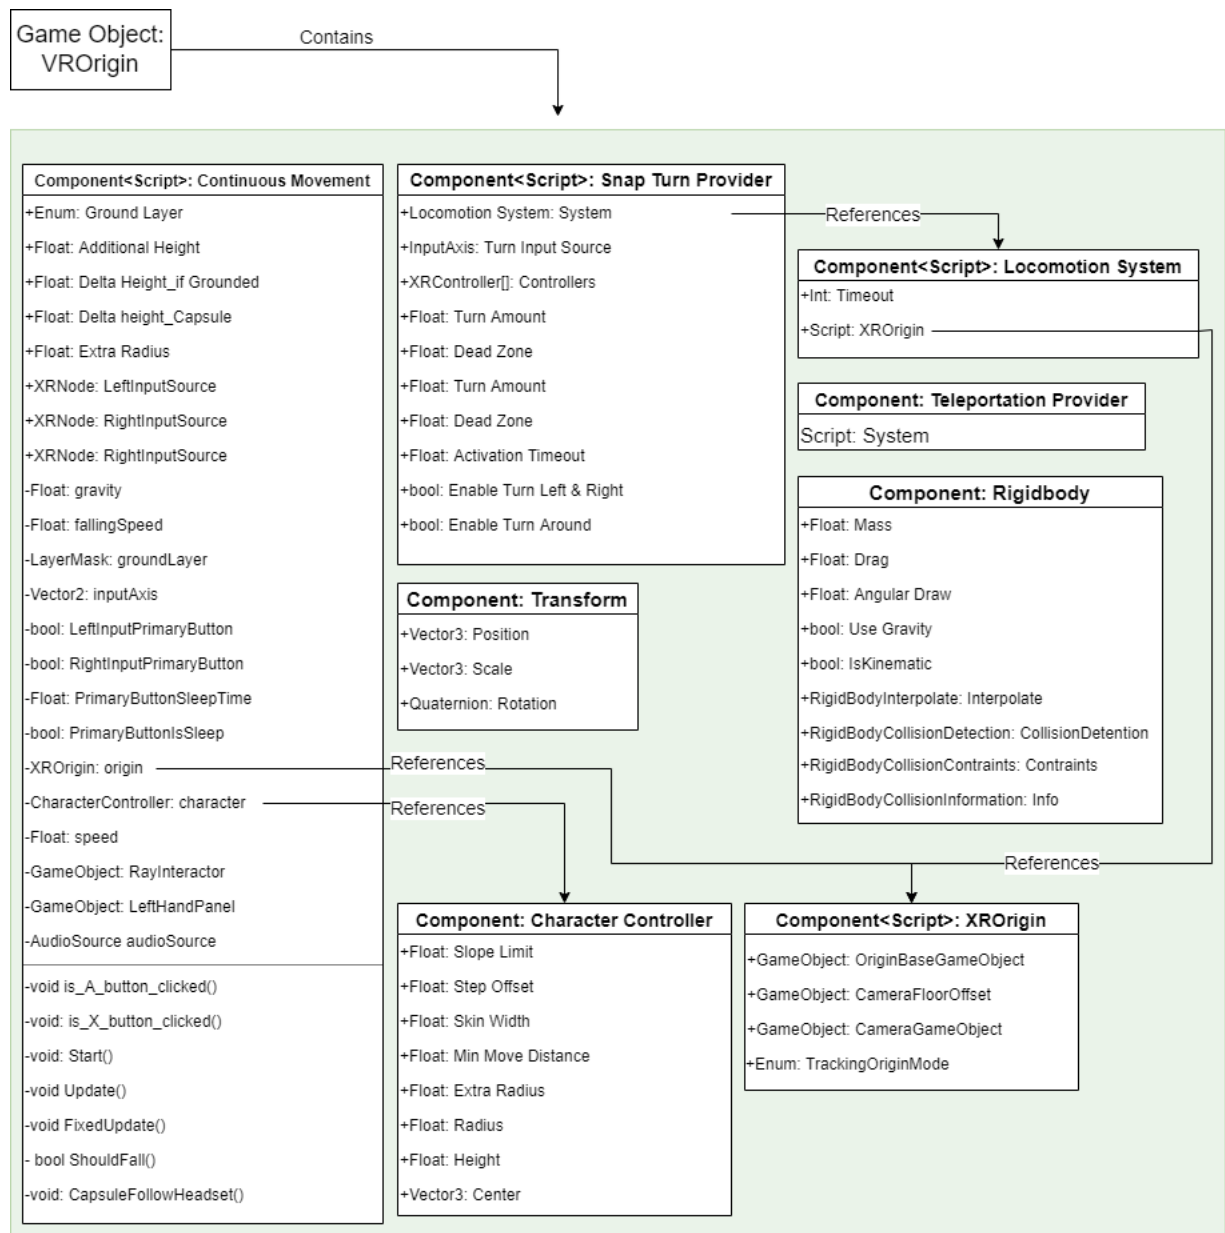 Game Object:
VROrigin
Contains
Component<Script>: Continuous Movement
+Enum: Ground Layer
+Float: Additional Height
+Float: Delta Height_if Grounded
+Float: Delta height_Capsule
+Float: Extra Radius
+XRNode: LeftInputSource
+XRNode: RightInputSource
+XRNode: RightInputSource
-Float: gravity
-Float: fallingSpeed
-LayerMask: groundLayer
-Vector2: inputAxis
-bool: LeftInputPrimaryButton
-bool: RightInputPrimaryButton
-Float: PrimaryButtonSleepTime
-bool: PrimaryButtonIsSleep
-XROrigin: origin
-CharacterController: character
-Float: speed
-GameObject: RayInteractor
-GameObject: LeftHandPanel
-AudioSource audioSource
-void is_A_button_clicked()
-void: is_X_button_clicked()
-void: Start()
-void Update()
-void FixedUpdate()
- bool ShouldFall()
-void: CapsuleFollowHeadset()
Component<Script>: Snap Turn Provider
+Locomotion System: System
+InputAxis: Turn Input Source
+XRController[]: Controllers
+Float: Turn Amount
+Float: Dead Zone
+Float: Turn Amount
+Float: Dead Zone
+Float: Activation Timeout
+bool: Enable Turn Left & Right
+bool: Enable Turn Around
References
Component<Script>: Locomotion System
+Int: Timeout
+Script: XROrigin
Component: Teleportation Provider
Script: System
Component: Rigidbody
+Float: Mass
+Float: Drag
+Float: Angular Draw
+bool: Use Gravity
+bool: IsKinematic
+RigidBodyInterpolate: Interpolate
+RigidBodyCollisionDetection: CollisionDetention
+RigidBodyCollisionContraints: Contraints
+RigidBodyCollisionInformation: Info
Component: Transform
+Vector3: Position
+Vector3: Scale
+Quaternion: Rotation
References
References
References
Component: Character Controller
+Float: Slope Limit
+Float: Step Offset
+Float: Skin Width
+Float: Min Move Distance
+Float: Extra Radius
+Float: Radius
+Float: Height
+Vector3: Center
Component<Script>: XROrigin
+GameObject: OriginBaseGameObject
+GameObject: CameraFloorOffset
+GameObject: CameraGameObject
+Enum: TrackingOriginMode